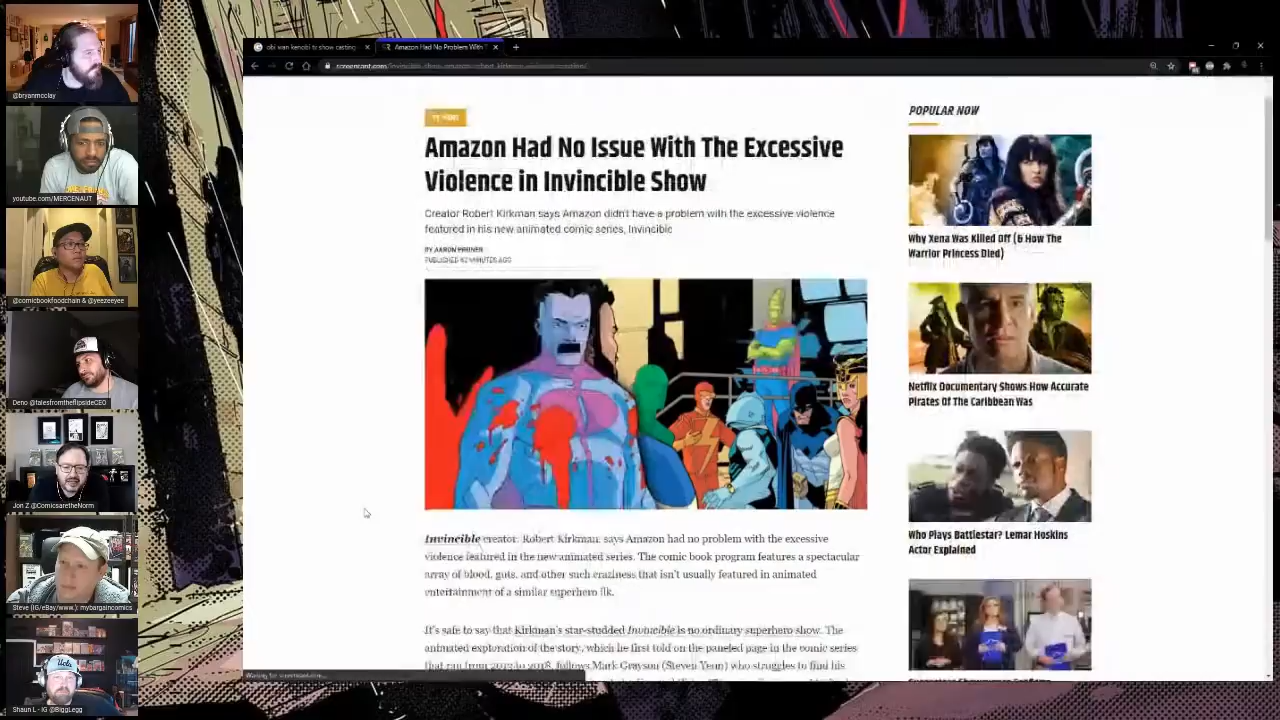 @bryanmcclay
youtube.com/MERCENAUT
@comicbookfoodchain & @yeezeeyee
Deno @talesfromtheflipsideCEO
Jon Z @ComicsaretheNorm
Steve (IG/eBay/www.): mybargaincomics
Shaun L - IG @BiggLegg
obi wan kenobi tv show casting
Amazon Had No Problem With T
TV NEWS
Amazon Had No Issue With The Excessive
Violence in Invincible Show
Creator Robert Kirkman says Amazon didn't have a problem with the excessive violence
featured in his new animated comic series, Invincible
BY AARON
PUBLISHED MINUTES AGO
Invincible creator Robert Kirkman says Amazon had no problem with the excessive
violence featured in the new animated series. The comic book program features a spectacular
array of blood, guts, and other such craziness that isn't usually featured in animated
entertainment of a similar superhero ilk.
It's safe to say that Kirkman's star-studded Invincible is no ordinary superhero show. The
animated exploration of the story, which he first told on the paneled page in the comic series
that ran from to 2018, follows Mark Grayson (Steven Yeun) who struggles to find his
POPULAR NOW
Why Xena Was Killed Off (& How The
Warrior Princess Died)
Netflix Documentary Shows How Accurate
Pirates Of The Caribbean Was
Who Plays Battlestar? Lemar Hoskins
Actor Explained